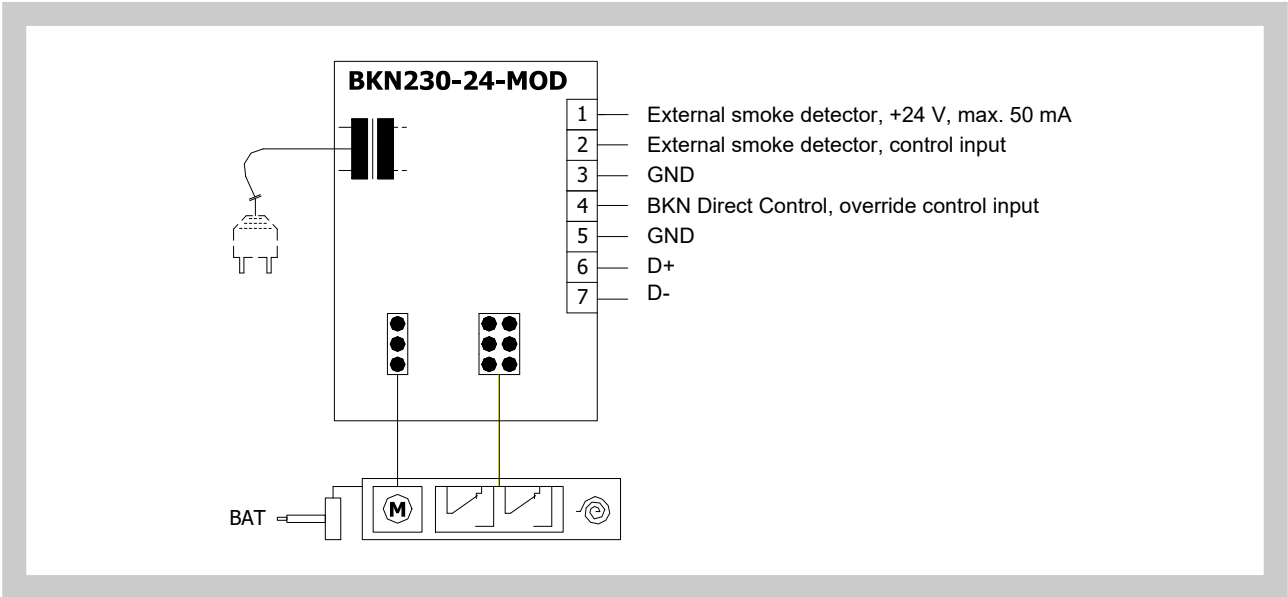 BKN230-24-MOD
1 External smoke detector, +24 V, max. 50 mA
2 External smoke detector, control input
3 GND
4 BKN Direct Control, override control input
5 GND
6 D+
7 D-
BAT M